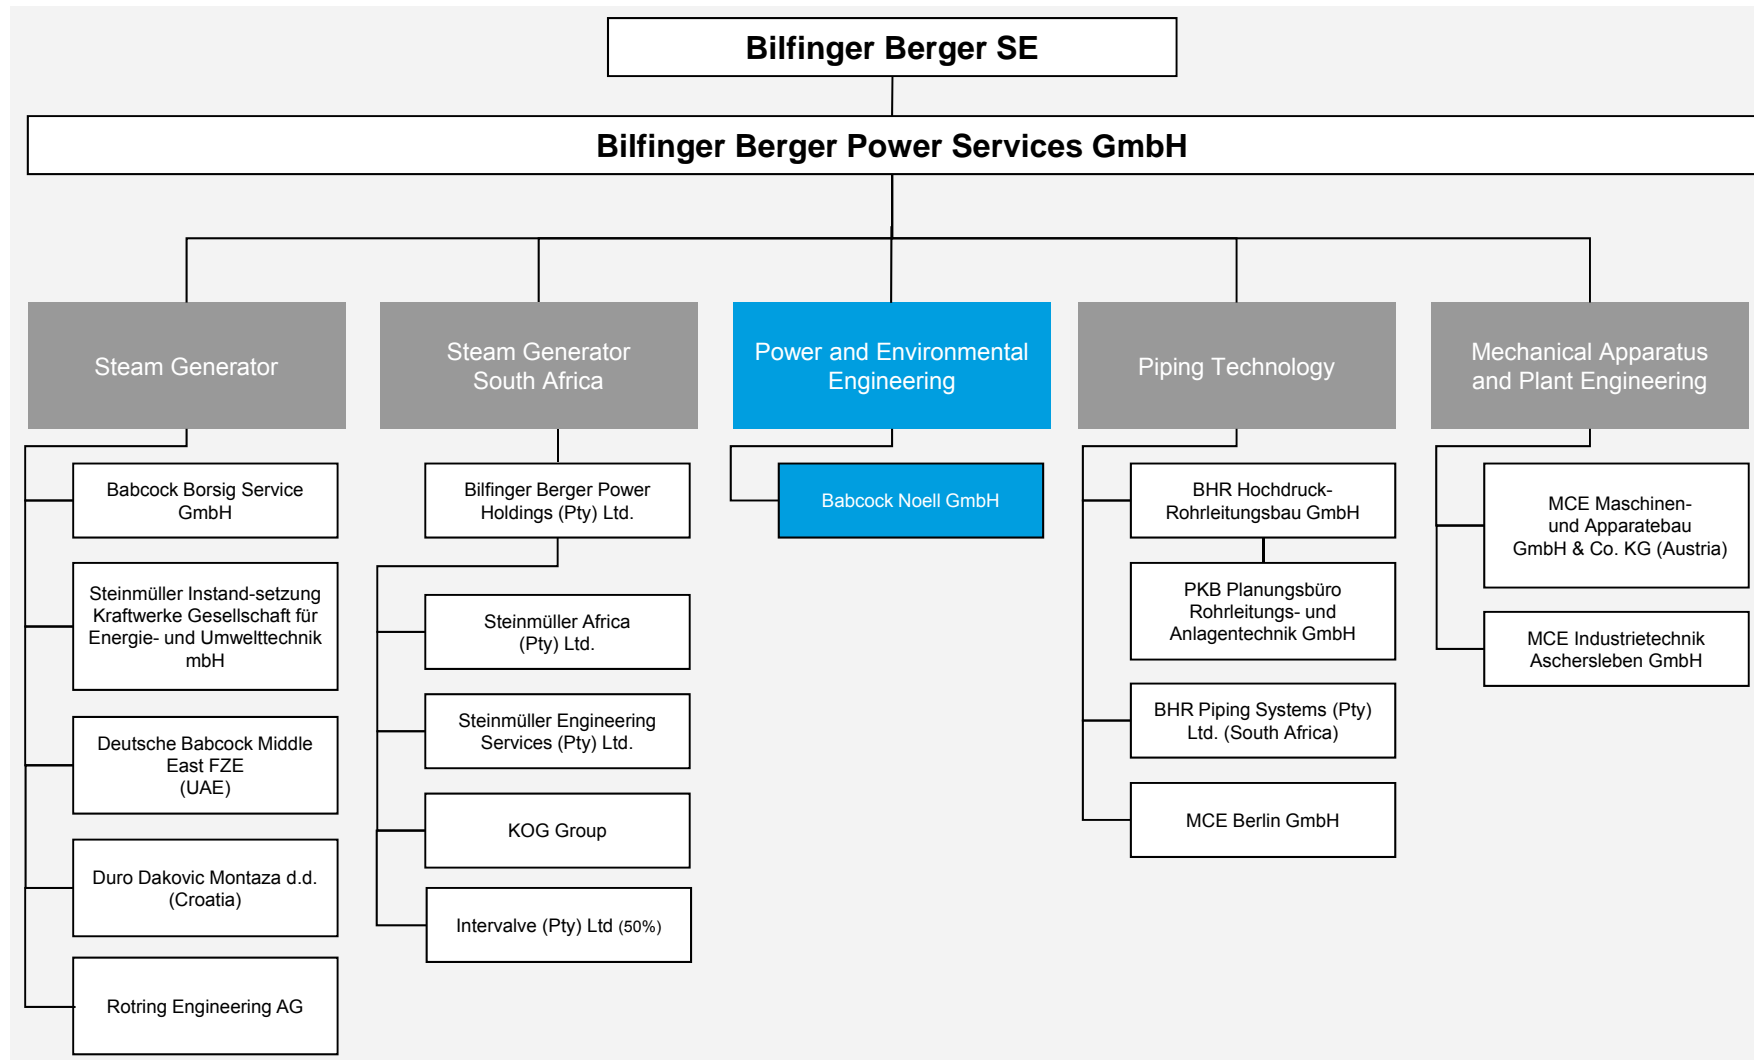 Bilfinger Berger SE
Bilfinger Berger Power Services GmbH
Steam Generator
Steam Generator
South Africa
Power and Environmental
Engineering
Piping Technology
Mechanical Apparatus
and Plant Engineering
Babcock Borsig Service
GmbH
Steinmüller Instand-setzung
Kraftwerke Gesellschaft für
Energie- und Umwelttechnik
mbH
Deutsche Babcock Middle
East FZE
(UAE)
Duro Dakovic Montaza d.d.
(Croatia)
Rotring Engineering AG
Bilfinger Berger Power
Holdings (Pty) Ltd.
Steinmüller Africa
(Pty) Ltd.
Steinmüller Engineering
Services (Pty) Ltd.
KOG Group
Intervalve (Pty) Ltd (50%)
Babcock Noell GmbH
BHR Hochdruck-
Rohrleitungsbau GmbH
PKB Planungsbüro
Rohrleitungs- und
Anlagentechnik GmbH
BHR Piping Systems (Pty)
Ltd. (South Africa)
MCE Berlin GmbH
MCE Maschinen-
und Apparatebau
GmbH & Co. KG (Austria)
MCE Industrietechnik
Aschersleben GmbH